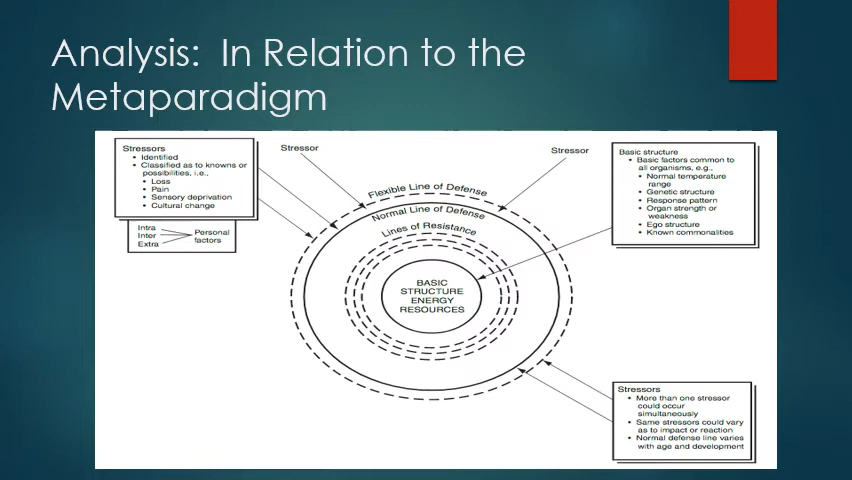 Analysis:  In Relation to the
Metaparadigm
Stressors
• Identified
• Classified as to knowns or
possibilities, i.e.,
• Loss
• Pain
• Sensory deprivation
• Cultural change
Intra
Inter
Extra
Personal
factors
Stressor
Stressor
Basic structure
• Basic factors common to
all organisms, e.g.,
• Normal temperature
range
• Genetic structure
• Response pattern
• Organ strength or
weakness
• Ego structure
• Known commonalities
Flexible Line of Defense
Normal Line of Defense
Lines of Resistance
BASIC
STRUCTURE
ENERGY
RESOURCES
Stressors
• More than one stressor
could occur
simultaneously
• Same stressors could vary
as to impact or reaction
• Normal defense line varies
with age and development